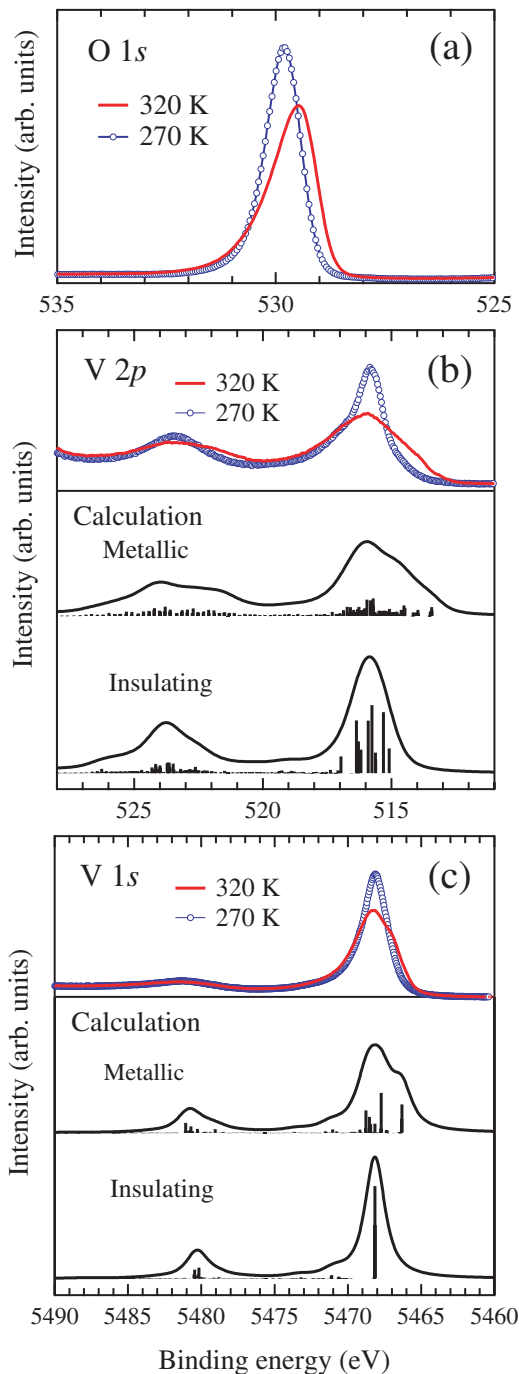 (a)
O 1s
320 K
270 K
Intensity (arb. units)
535 530 525
(b)
V 2p
320 K
270 K
Calculation
Metallic
Insulating
Intensity (arb. units)
525 520 515
(c)
V 1s
320 K
270 K
Calculation
Metallic
Insulating
Intensity (arb. units)
5490 5485 5480 5475 5470 5465 5460
Binding energy (eV)